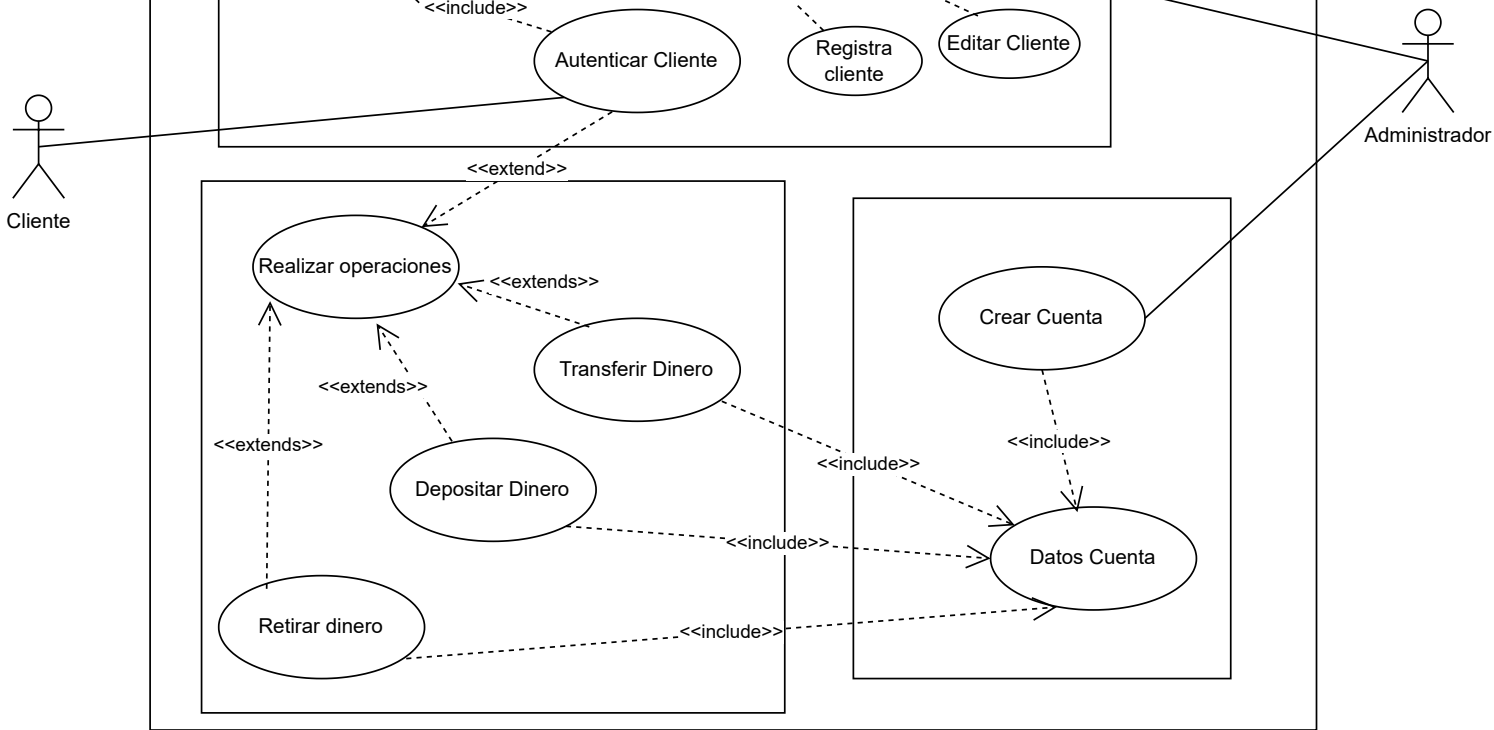 <<include>>
Autenticar Cliente
Registra
cliente
Editar Cliente
Administrador
Cliente
<<extend>>
Realizar operaciones
<<extends>>
Crear Cuenta
Transferir Dinero
<<extends>>
<<extends>>
<<include>>
<<include>>
Depositar Dinero
<<include>>
Datos Cuenta
Retirar dinero
<<include>>